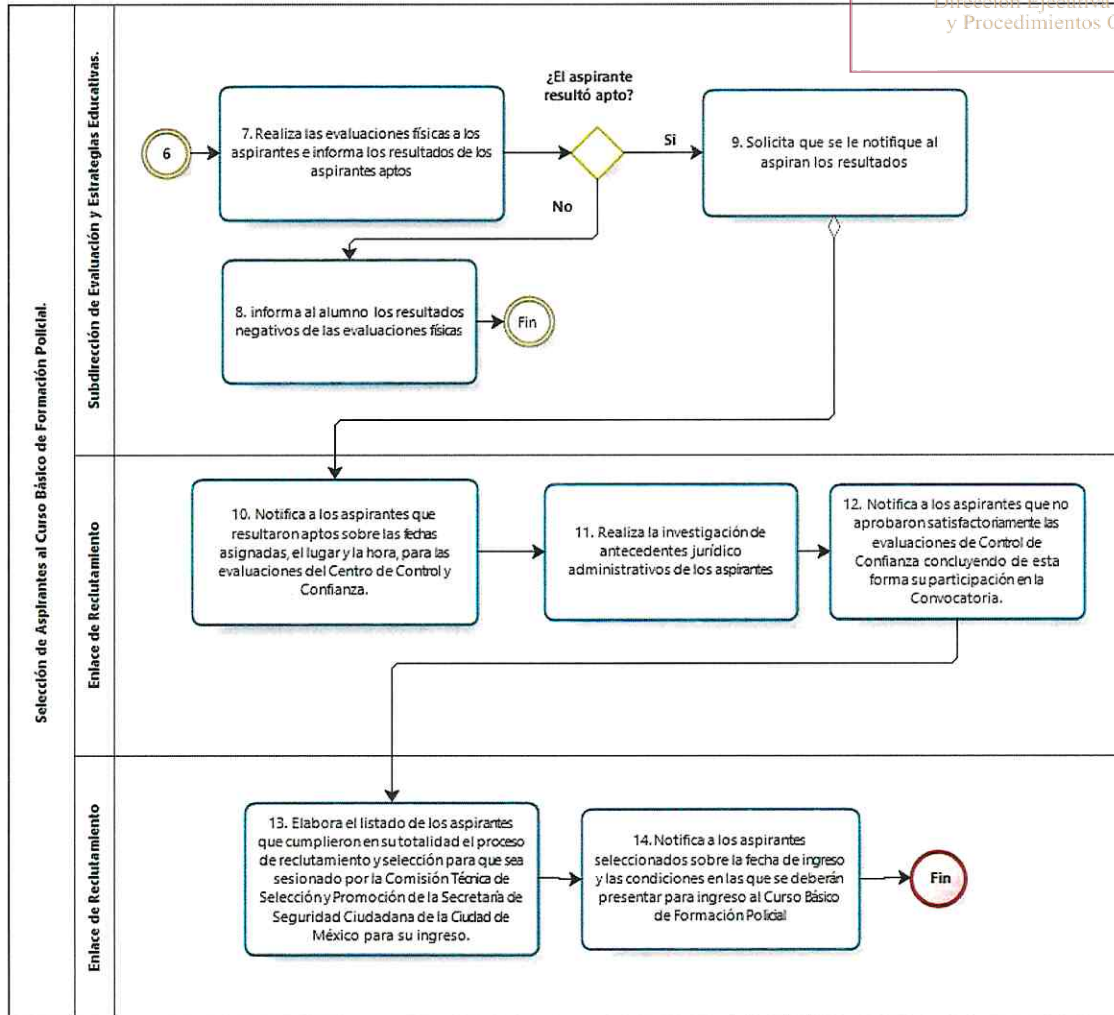 Dirección Ejecutiva
y Procedimientos
Selección de Aspirantes al Curso Básico de Formación Policial.
Subdirección de Evaluación y Estrategias Educativas.
6
7. Realiza las evaluaciones físicas a los
aspirantes e informa los resultados de los
aspirantes aptos
¿El aspirante
resultó apto?
Si
No
9. Solicita que se le notifique al
aspiran los resultados
8. informa al alumno los resultados
negativos de las evaluaciones físicas
Fin
Enlace de Reclutamiento
10. Notifica a los aspirantes que
resultaron aptos sobre las fechas
asignadas, el lugar y la hora, para las
evaluaciones del Centro de Control y
Confianza.
11. Realiza la investigación de
antecedentes jurídico
administrativos de los aspirantes
12. Notifica a los aspirantes que no
aprobaron satisfactoriamente las
evaluaciones de Control de
Confianza concluyendo de esta
forma su participación en la
Convocatoria.
Enlace de Reclutamiento
13. Elabora el listado de los aspirantes
que cumplieron en su totalidad el proceso
de reclutamiento y selección para que sea
sesionado por la Comisión Técnica de
Selección y Promoción de la Secretaría de
Seguridad Ciudadana de la Ciudad de
México para su ingreso.
14. Notifica a los aspirantes
seleccionados sobre la fecha de ingreso
y las condiciones en las que se deberán
presentar para ingreso al Curso Básico
de Formación Policial
Fin